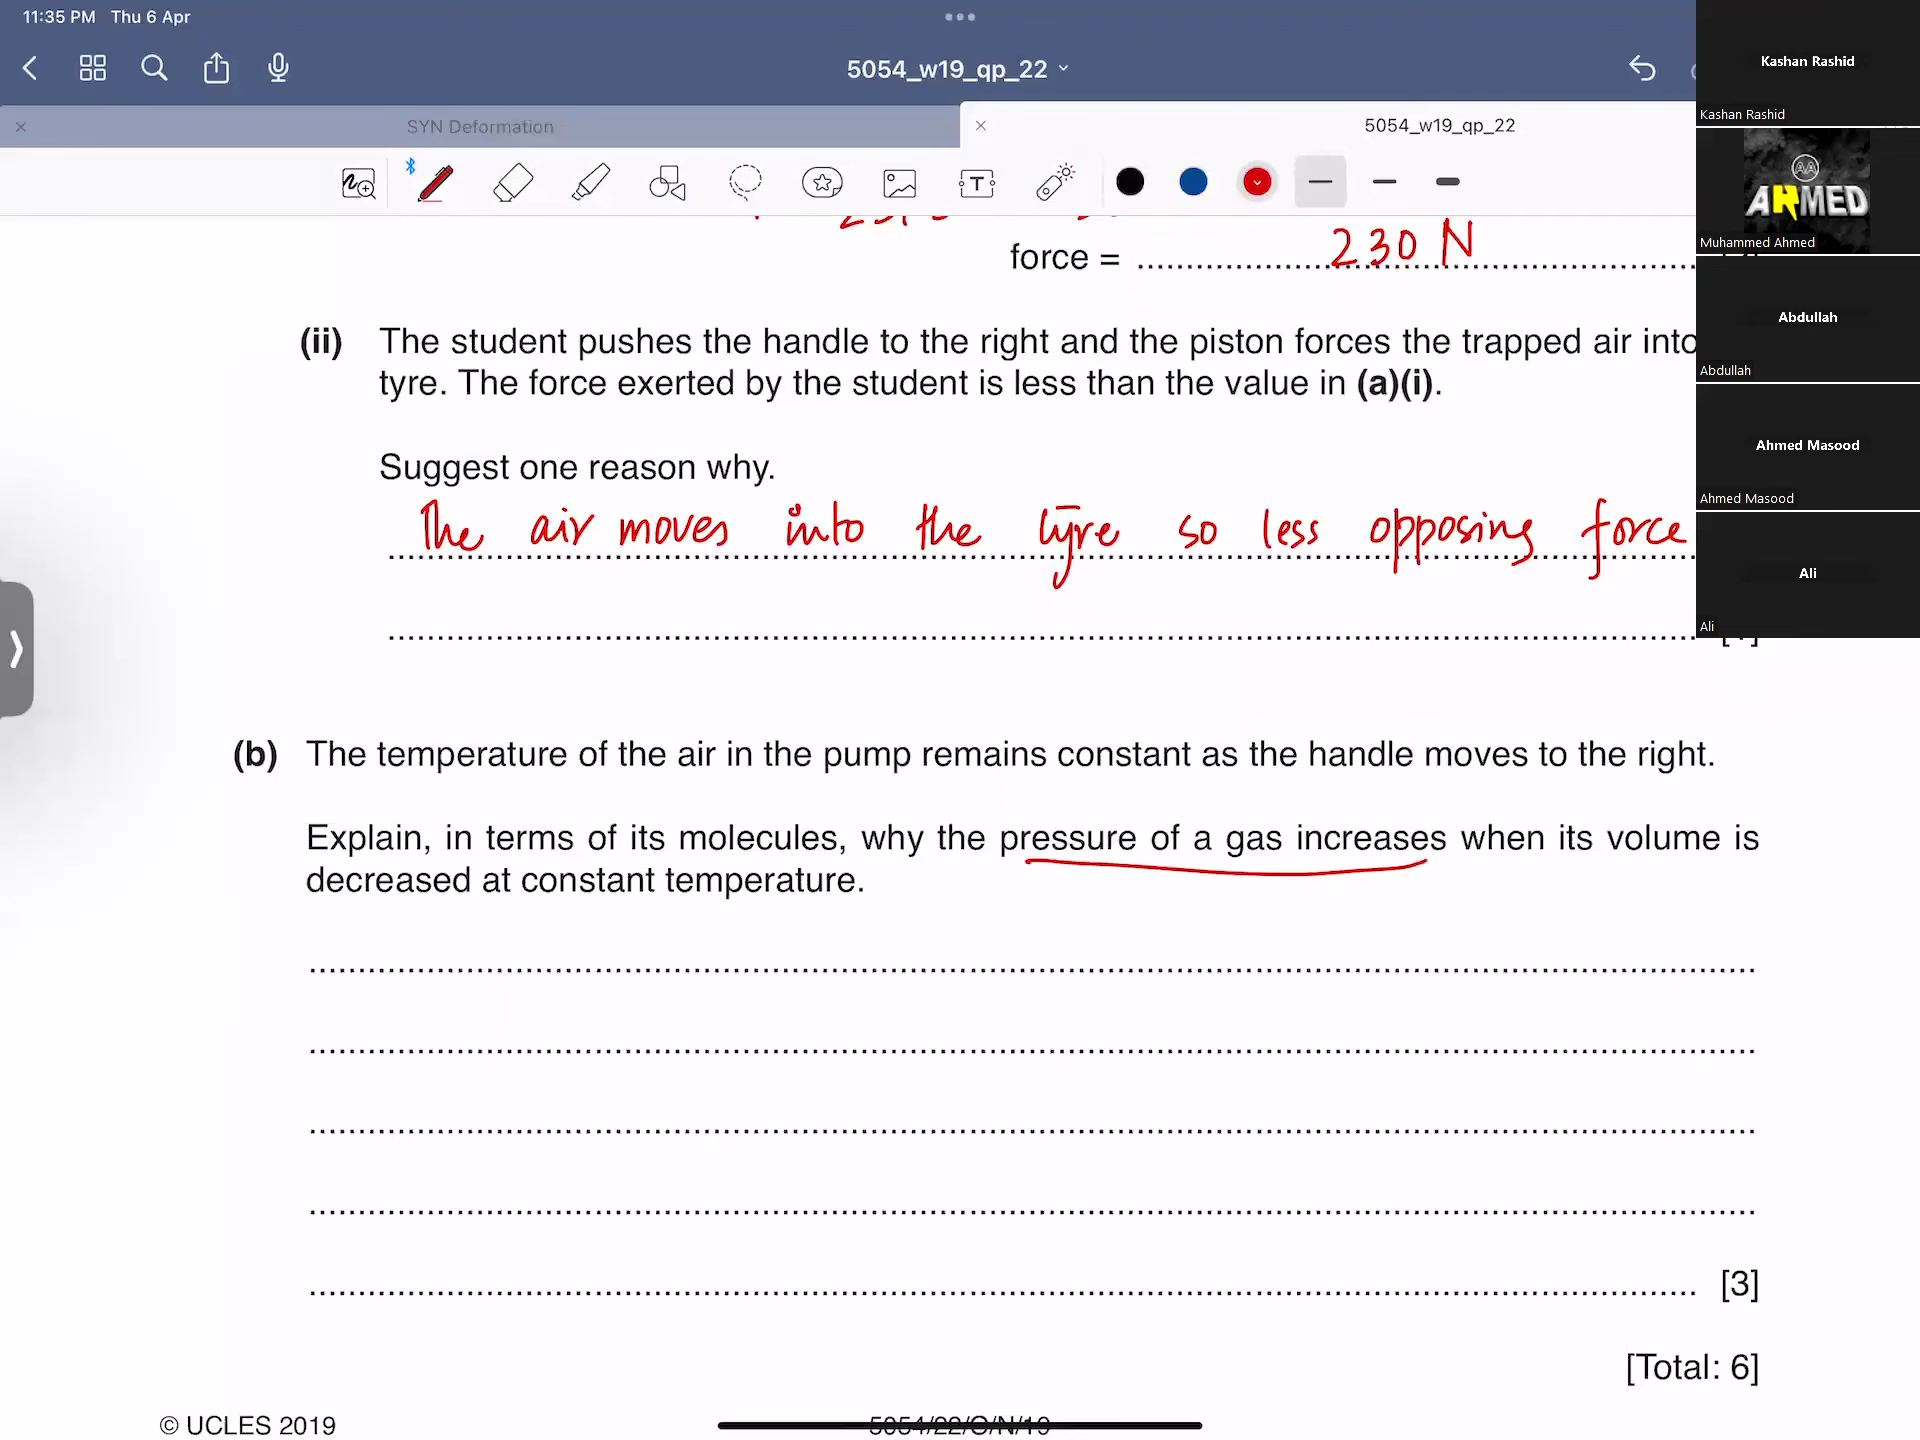 11:35 PM Thu 6 Apr
5054_w19_qp_22
SYN Deformation
5054_w19_qp_22
T
Kashan Rashid
Kashan Rashid
AA
ARMED
Muhammed Ahmed
Abdullah
Abdullah
Ahmed Masood
Ahmed Masood
Ali
Ali
force = 230 N
(ii) The student pushes the handle to the right and the piston forces the trapped air into
tyre. The force exerted by the student is less than the value in (a)(i).
Suggest one reason why.
The air moves into the tyre so less opposing force
(b) The temperature of the air in the pump remains constant as the handle moves to the right.
Explain, in terms of its molecules, why the pressure of a gas increases when its volume is
decreased at constant temperature.
[3]
[Total: 6]
© UCLES 2019
5054/22/O/N/19